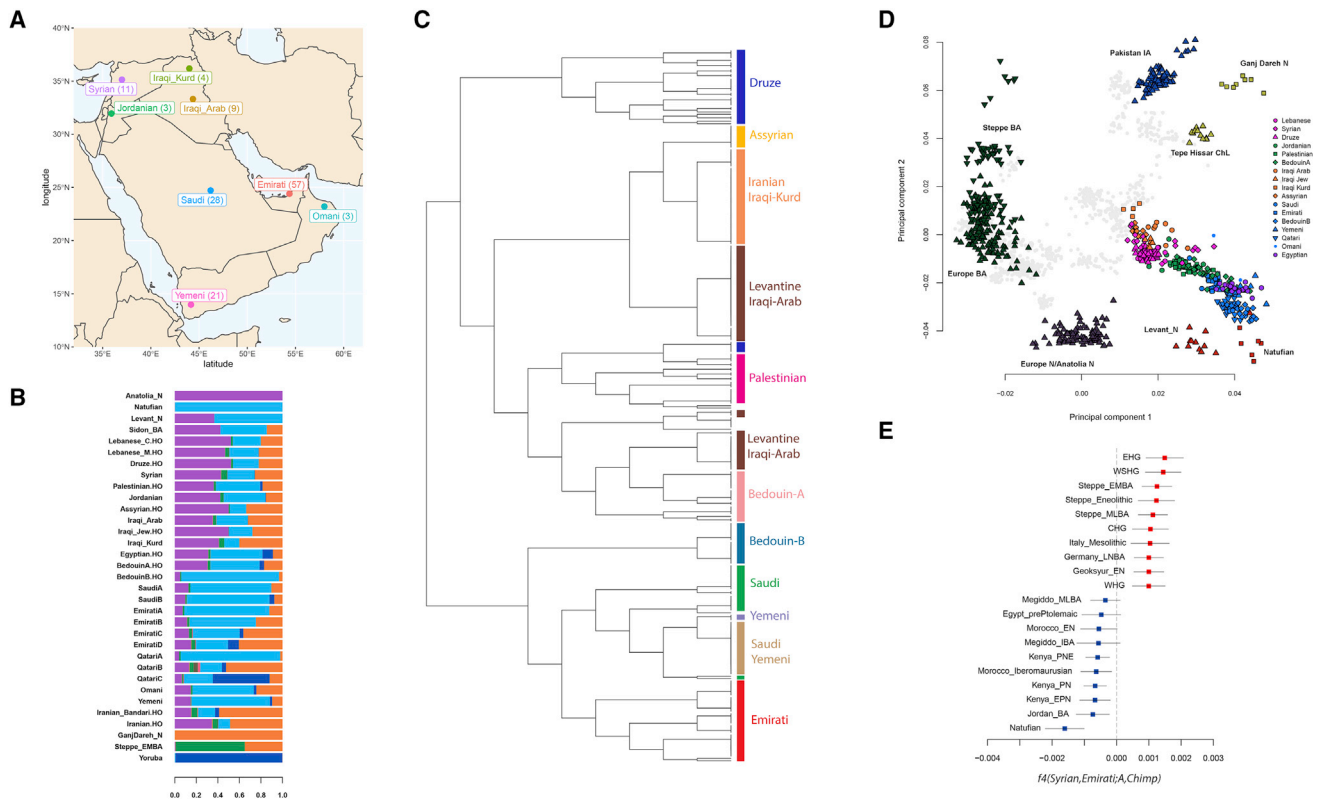 A
40°N
35°N
30°N
25°N
20°N
15°N
10°N
longitude
35°E
40°E
45°E
50°E
55°E
60°E
latitude
Iraqi_Kurd (4)
Syrian (11)
Jordanian (3)
Iraqi_Arab (9)
Emirati (57)
Saudi (28)
Omani (3)
Yemeni (21)
B
Anatolia_N
Natufian
Levant_N
Sidon_BA
Lebanese_C.HO
Lebanese_M.HO
Druze.HO
Syrian
Palestinian.HO
Jordanian
Assyrian.HO
Iraqi_Arab
Iraqi_Jew.HO
Iraqi_Kurd
Egyptian.HO
BedouinA.HO
BedouinB.HO
SaudiA
SaudiB
EmiratiA
EmiratiB
EmiratiC
EmiratiD
QatariA
QatariB
QatariC
Omani
Yemeni
Iranian_Bandari.HO
Iranian.HO
GanjDareh_N
Steppe_EMBA
Yoruba
0.0 0.2 0.4 0.6 0.8 1.0
C
Druze
Assyrian
Iranian
Iraqi-Kurd
Levantine
Iraqi-Arab
Palestinian
Levantine
Iraqi-Arab
Bedouin-A
Bedouin-B
Saudi
Yemeni
Saudi
Yemeni
Emirati
D
0.08
0.06
0.04
0.02
0.00
−0.02
−0.04
Principal component 2
−0.02
0.00
0.02
0.04
Principal component 1
Pakistan IA
Ganj Dareh N
Steppe BA
Tepe Hissar ChL
Europe BA
Levant_N
Natufian
Europe N/Anatolia N
Lebanese
Syrian
Druze
Jordanian
Palestinian
BedouinA
Iraqi Arab
Iraqi Jew
Iraqi Kurd
Assyrian
Saudi
Emirati
BedouinB
Yemeni
Qatari
Omani
Egyptian
E
EHG
WSHG
Steppe_EMBA
Steppe_Eneolithic
Steppe_MLBA
CHG
Italy_Mesolithic
Germany_LNBA
Geoksyur_EN
WHG
Megiddo_MLBA
Egypt_prePtolemaic
Morocco_EN
Megiddo_IBA
Kenya_PNE
Morocco_Iberomaurusian
Kenya_PN
Kenya_EPN
Jordan_BA
Natufian
−0.004
−0.002
0.000
0.001
0.002
0.003
f4(Syrian,Emirati;A,Chimp)